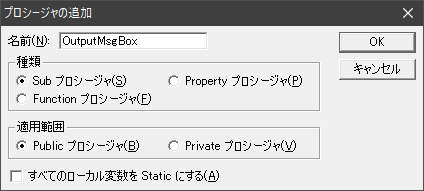 プロシージャの追加
名前(N): OutputMsgBox
OK
キャンセル
種類
Sub プロシージャ(S) Property プロシージャ(P)
Function プロシージャ(F)
適用範囲
Public プロシージャ(B) Private プロシージャ(V)
すべてのローカル変数を Static にする(A)